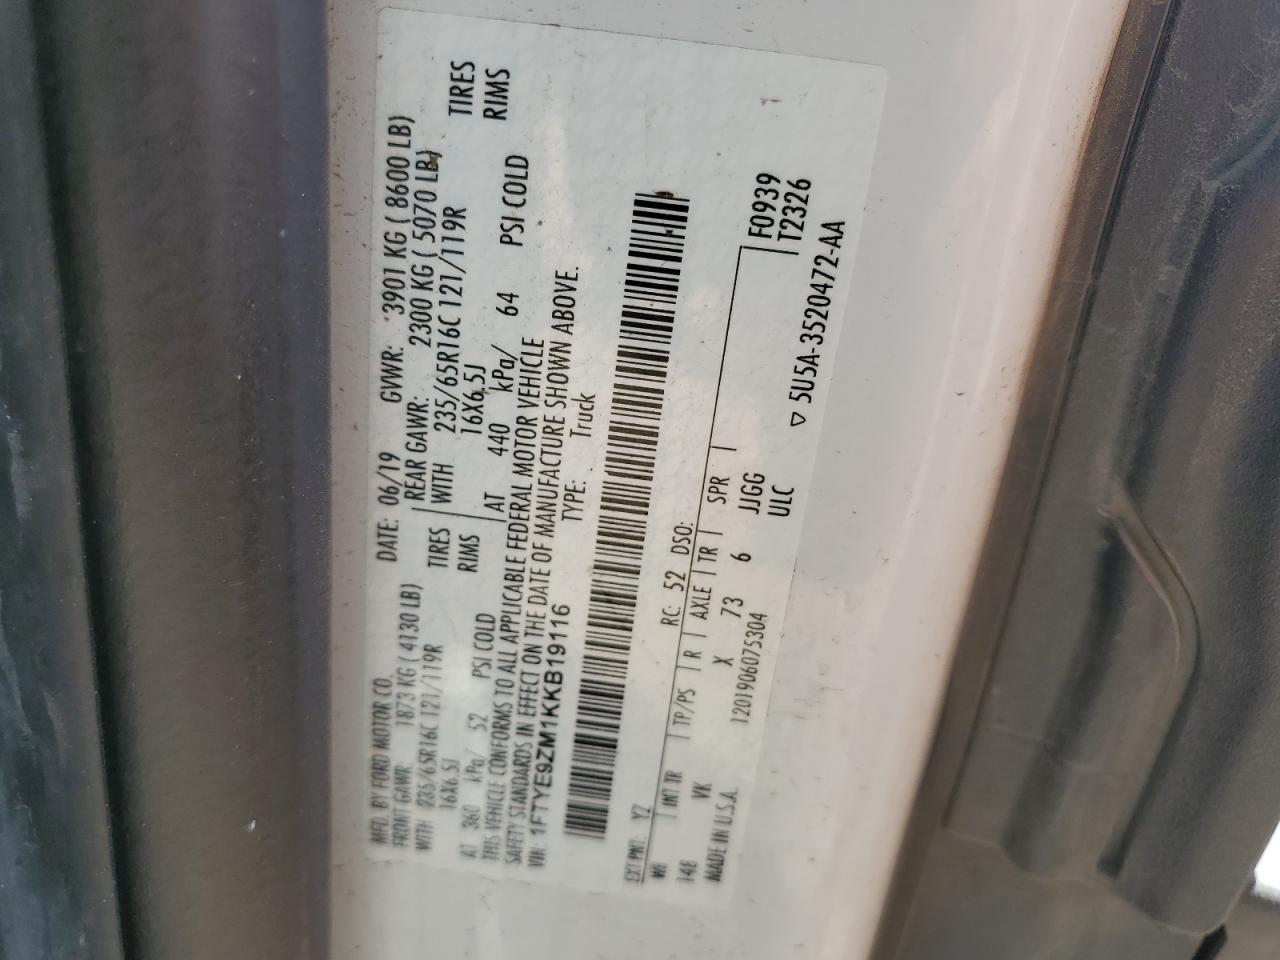 MFD. BY FORD MOTOR CO. DATE: 06/19 GVWR: 3901 KG ( 8600 LB)
FRONT GAWR: 1873 KG ( 4130 LB) REAR GAWR: 2300 KG ( 5070 LB)
WITH 235/65R16C 121/119R TIRES WITH 235/65R16C 121/119R TIRES
16X6.5J RIMS 16X6.5J RIMS
AT 360 kPa/ 52 PSI COLD AT 440 kPa/ 64 PSI COLD
THIS VEHICLE CONFORMS TO ALL APPLICABLE FEDERAL MOTOR VEHICLE
SAFETY STANDARDS IN EFFECT ON THE DATE OF MANUFACTURE SHOWN ABOVE.
VIN: 1FTYE9ZM1KKB19116 TYPE: Truck
EXT PNT: YZ RC: 52 DSO: F0939
WB INT TR TP/PS R AXLE TR SPR T2326
148 VK X 73 6 JJGG
MADE IN U.S.A. 1201906075304 ULC
▽ 5U5A-3520472-AA